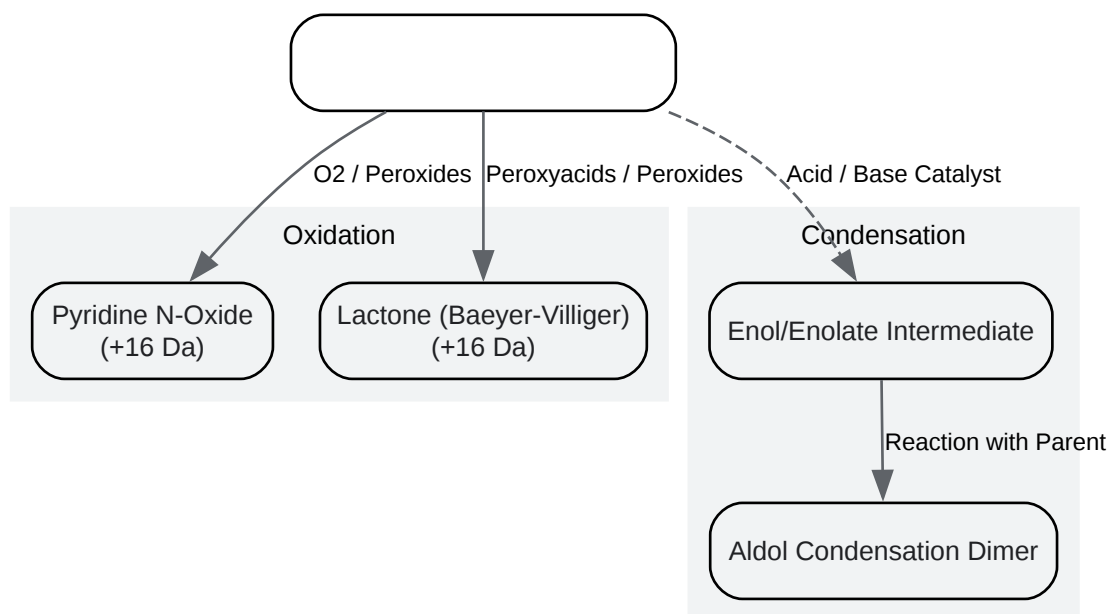 O2 / Peroxides
Peroxyacids / Peroxides
Acid / Base Catalyst
Oxidation
Condensation
Pyridine N-Oxide
(+16 Da)
Lactone (Baeyer-Villiger)
(+16 Da)
Enol/Enolate Intermediate
Reaction with Parent
Aldol Condensation Dimer